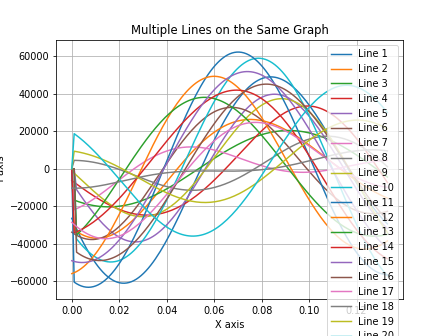 Multiple Lines on the Same Graph
60000
40000
20000
0
−20000
−40000
−60000
0.00 0.02 0.04 0.06 0.08 0.10
X axis
axis
Line 1
Line 2
Line 3
Line 4
Line 5
Line 6
Line 7
Line 8
Line 9
Line 10
Line 11
Line 12
Line 13
Line 14
Line 15
Line 16
Line 17
Line 18
Line 19
Line 20